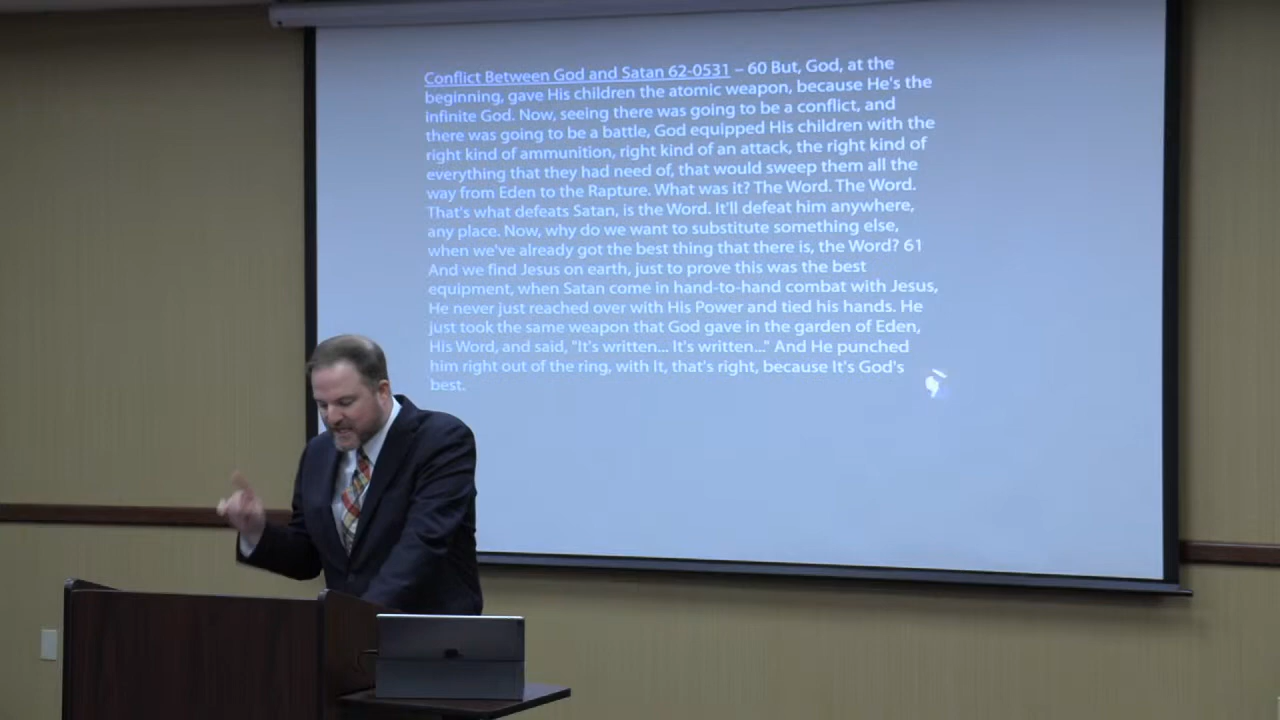 Conflict Between God and Satan 62-0531 – 60 But, God, at the
beginning, gave His children the atomic weapon, because He's the
infinite God. Now, seeing there was going to be a conflict, and
there was going to be a battle, God equipped His children with the
right kind of ammunition, right kind of an attack, the right kind of
everything that they had need of, that would sweep them all the
way from Eden to the Rapture. What was it? The Word. The Word.
That's what defeats Satan, is the Word. It'll defeat him anywhere,
any place. Now, why do we want to substitute something else,
when we've already got the best thing that there is, the Word? 61
And we find Jesus on earth, just to prove this was the best
equipment, when Satan come in hand-to-hand combat with Jesus,
He never just reached over with His Power and tied his hands. He
just took the same weapon that God gave in the garden of Eden,
His Word, and said, "It's written... It's written..." And He punched
him right out of the ring, with It, that's right, because It's God's
best.